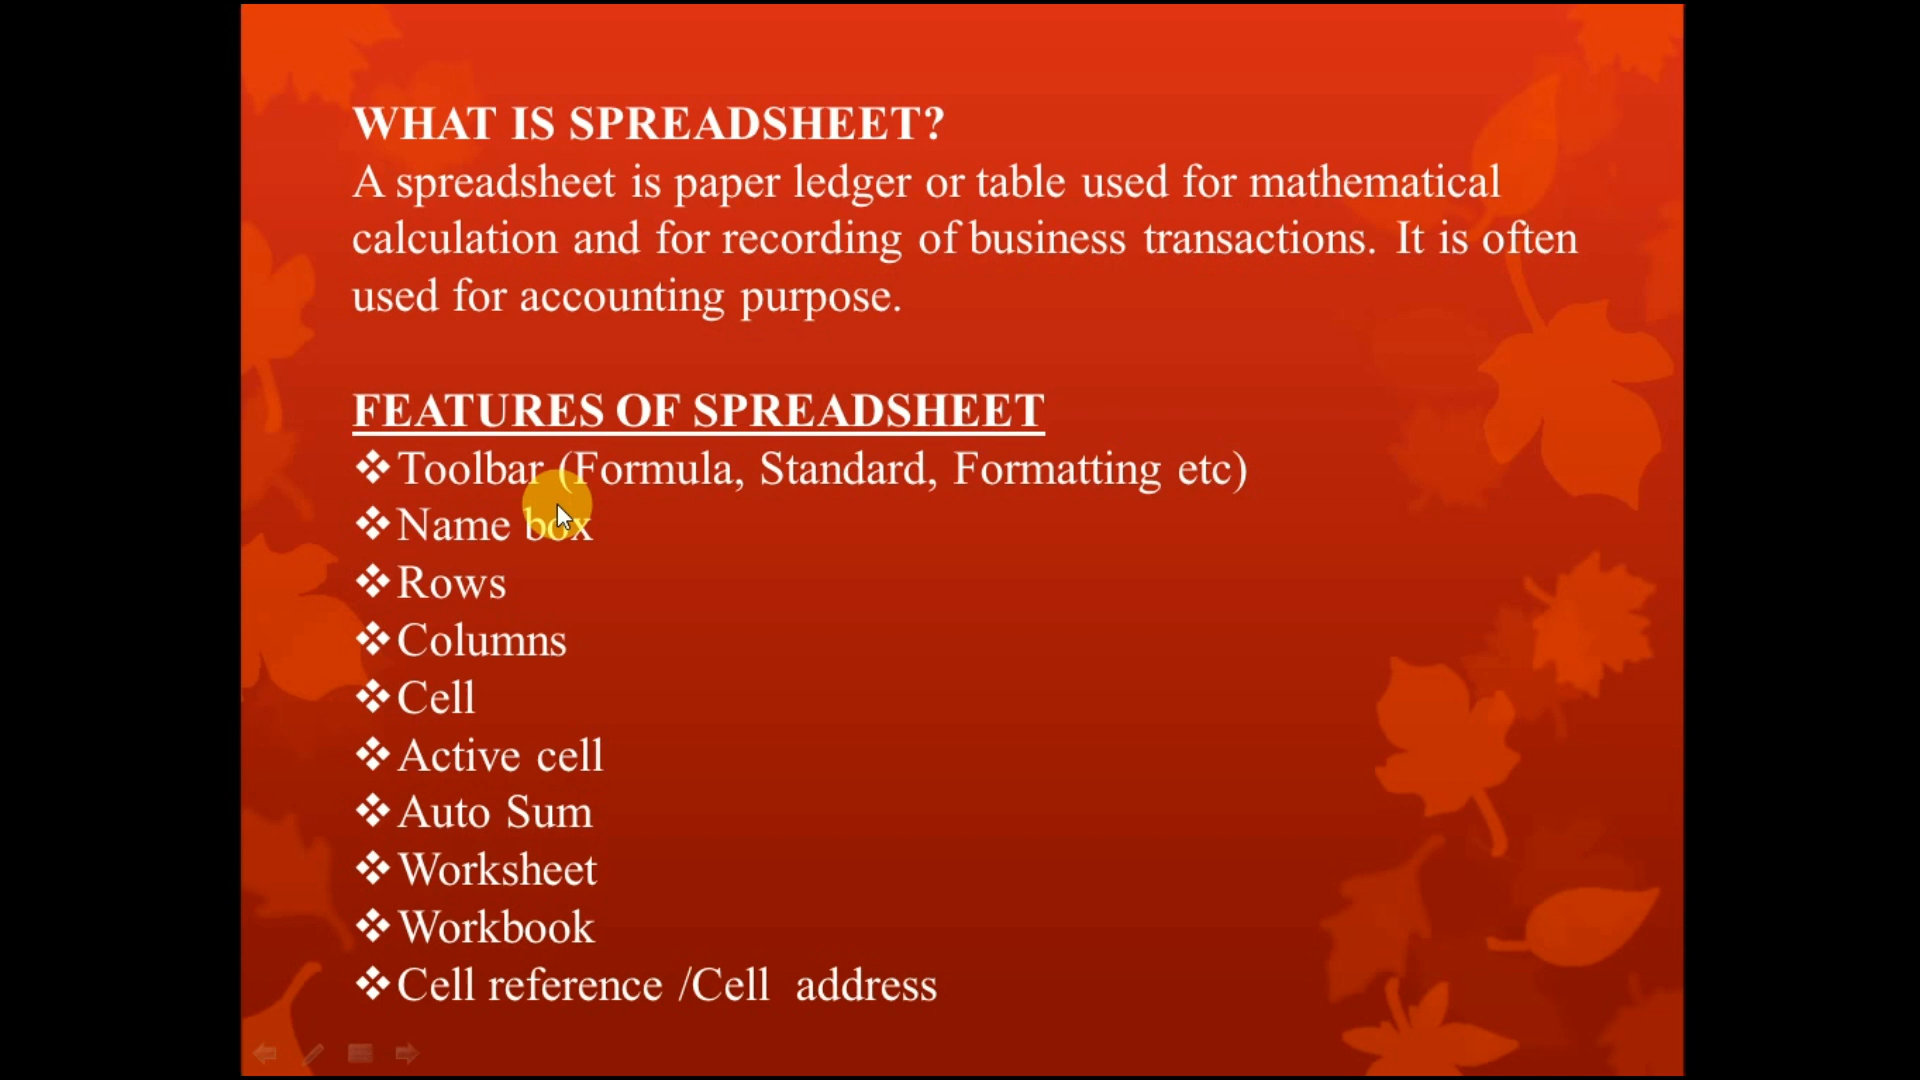 WHAT IS SPREADSHEET?
A spreadsheet is paper ledger or table used for mathematical
calculation and for recording of business transactions. It is often
used for accounting purpose.
FEATURES OF SPREADSHEET
❖Toolbar (Formula, Standard, Formatting etc)
❖Name box
❖Rows
❖Columns
❖Cell
❖Active cell
❖Auto Sum
❖Worksheet
❖Workbook
❖Cell reference /Cell address